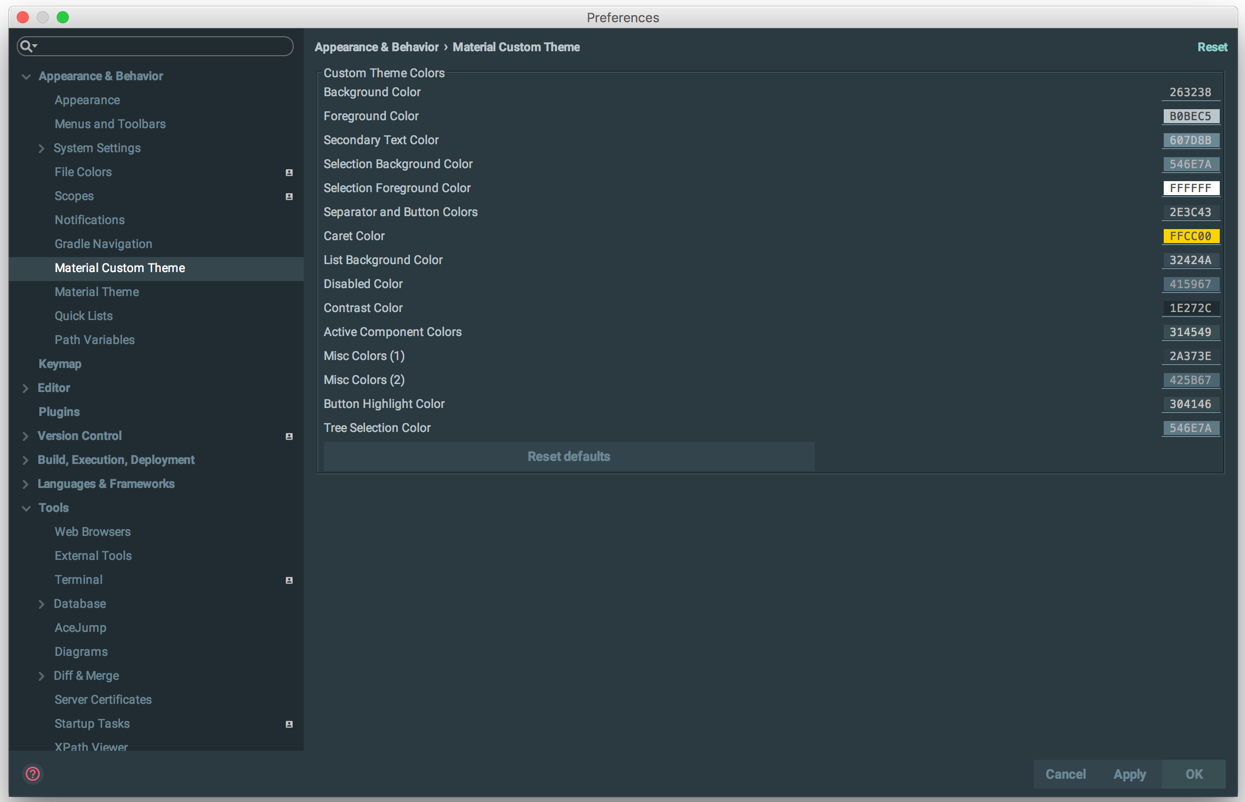 Preferences
Appearance & Behavior
Appearance
Menus and Toolbars
System Settings
File Colors
Scopes
Notifications
Gradle Navigation
Material Custom Theme
Material Theme
Quick Lists
Path Variables
Keymap
Editor
Plugins
Version Control
Build, Execution, Deployment
Languages & Frameworks
Tools
Web Browsers
External Tools
Terminal
Database
AceJump
Diagrams
Diff & Merge
Server Certificates
Startup Tasks
XPath Viewer
Appearance & Behavior › Material Custom Theme Reset
Custom Theme Colors
Background Color 263238
Foreground Color B0BEC5
Secondary Text Color 607D8B
Selection Background Color 546E7A
Selection Foreground Color FFFFFF
Separator and Button Colors 2E3C43
Caret Color FFCC00
List Background Color 32424A
Disabled Color 415967
Contrast Color 1E272C
Active Component Colors 314549
Misc Colors (1) 2A373E
Misc Colors (2) 425B67
Button Highlight Color 304146
Tree Selection Color 546E7A
Reset defaults
? Cancel Apply OK